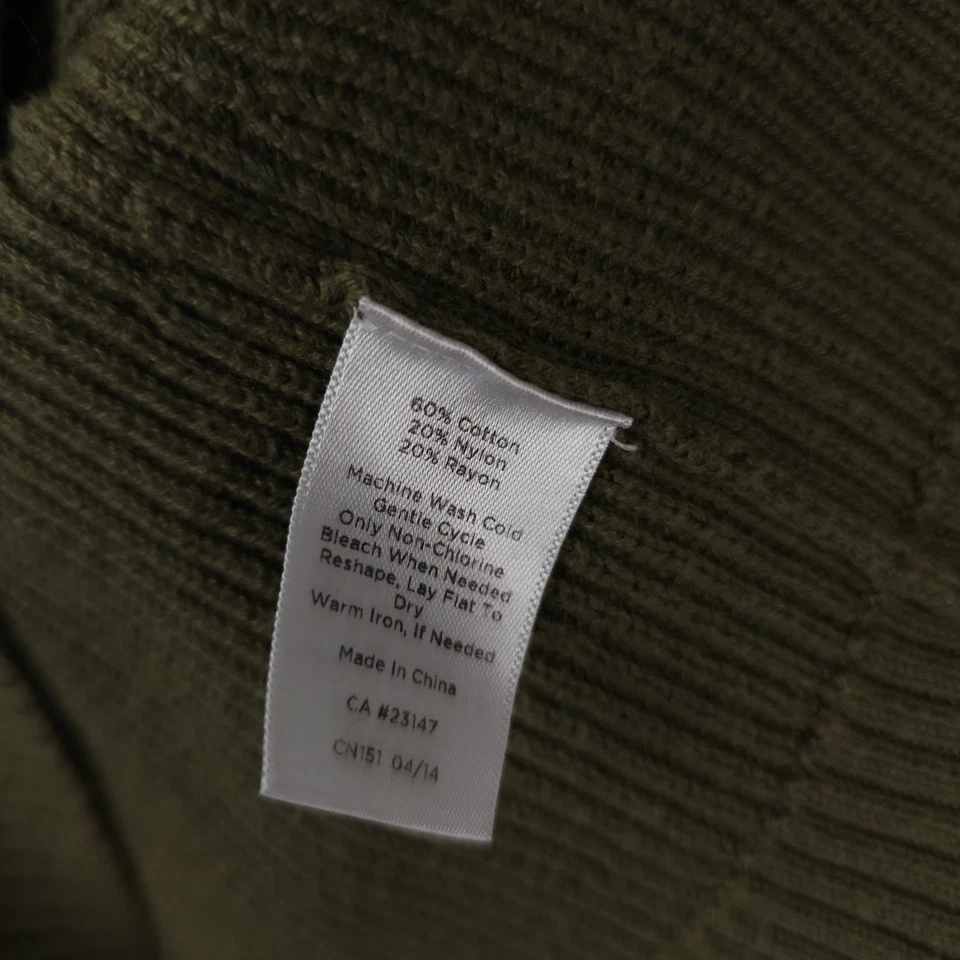 60% Cotton
20% Nylon
20% Rayon
Machine Wash Cold
Gentle Cycle
Only Non-Chlorine
Bleach When Needed
Reshape, Lay Flat To
Dry
Warm Iron, If Needed
Made In China
CA #23147
CN151 04/14